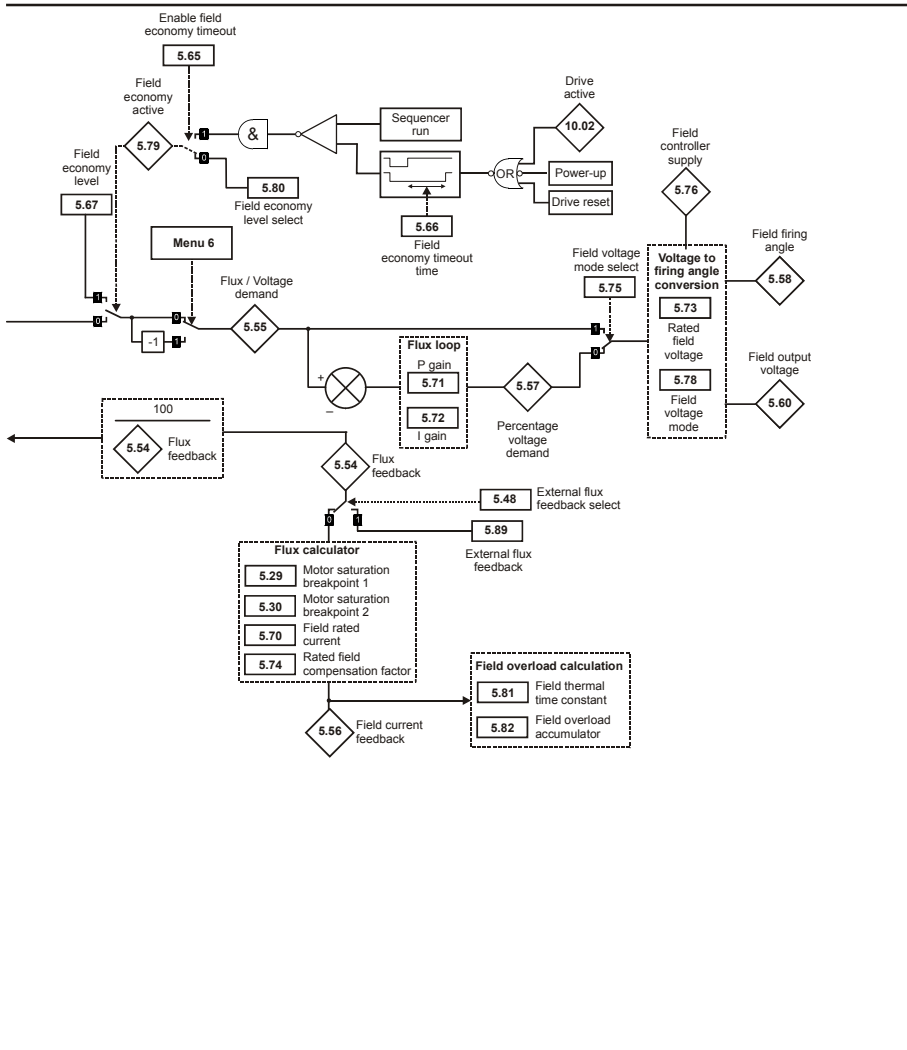 Enable field
economy timeout
5.65
Field
economy
active
5.79
1
0
&
Sequencer
run
Drive
active
10.02
OR
Power-up
Drive reset
Field
controller
supply
5.76
Field
economy
level
5.67
5.80
Field economy
level select
5.66
Field
economy timeout
time
Menu 6
Flux / Voltage
demand
5.55
1
0
-1
0
1
Field voltage
mode select
5.75
1
0
Voltage to
firing angle
conversion
5.73
Rated
field
voltage
5.78
Field
voltage
mode
Field firing
angle
5.58
Field output
voltage
5.60
+
–
Flux loop
P gain
5.71
5.72
I gain
5.57
Percentage
voltage
demand
100
5.54
Flux
feedback
5.54
Flux
feedback
5.48
External flux
feedback select
0
1
5.89
External flux
feedback
Flux calculator
5.29
Motor saturation
breakpoint 1
5.30
Motor saturation
breakpoint 2
5.70
Field rated
current
5.74
Rated field
compensation factor
Field overload calculation
5.81
Field thermal
time constant
5.82
Field overload
accumulator
5.56
Field current
feedback